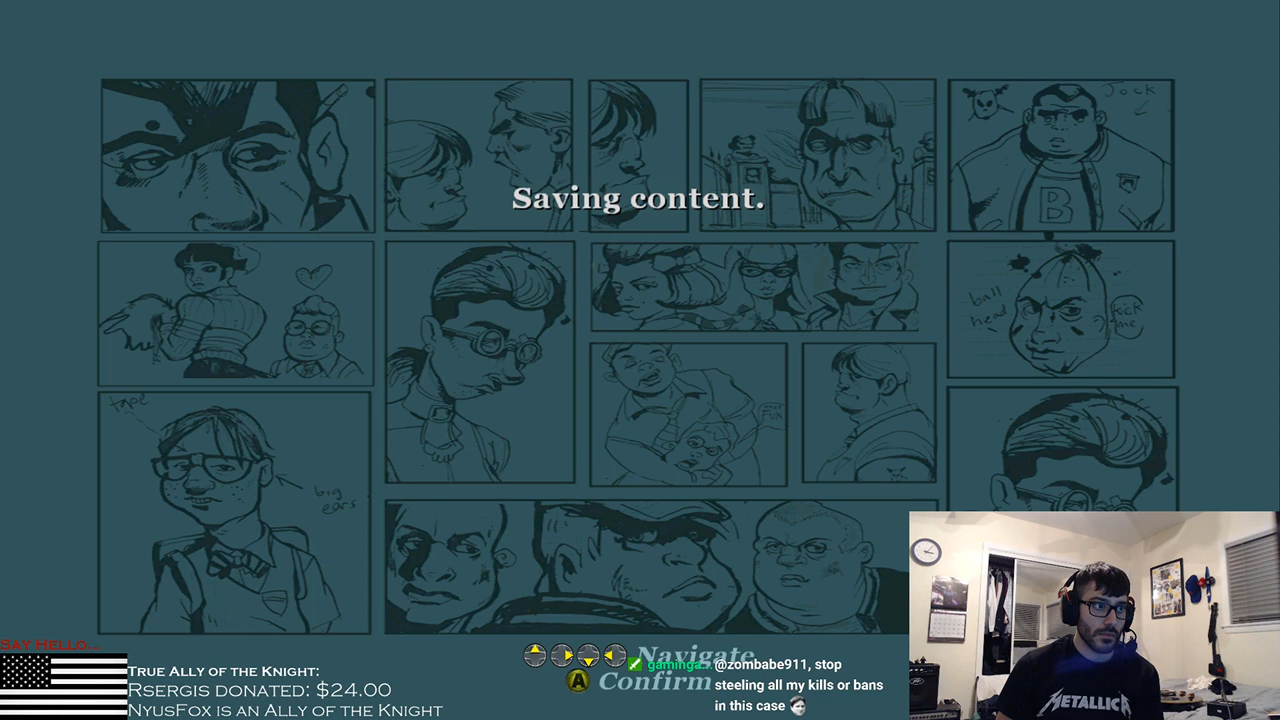 Jock
B
Saving content.
ball
head
kick
me
tape
big
ears
SAY HELLO...
TRUE ALLY OF THE KNIGHT:
RSERGIS DONATED: $24.00
NYUSFOX IS AN ALLY OF THE KNIGHT
Navigate
A Confirm
gaminga... @zombabe911, stop
steeling all my kills or bans
in this case
METALLICA